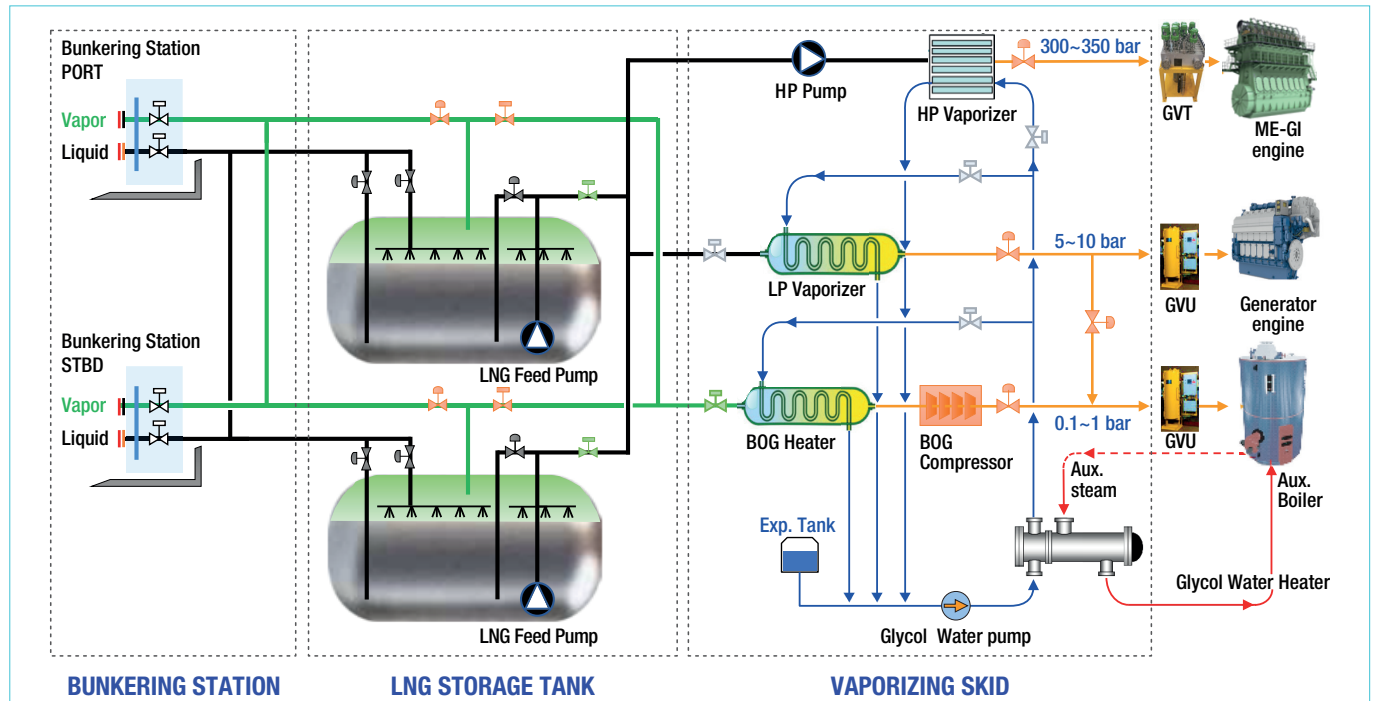 Bunkering Station
PORT
Vapor
Liquid
Bunkering Station
STBD
Vapor
Liquid
LNG Feed Pump
LNG Feed Pump
HP Pump
HP Vaporizer
300~350 bar
GVT
ME-GI
engine
LP Vaporizer
5~10 bar
GVU
Generator
engine
BOG Heater
BOG
Compressor
0.1~1 bar
GVU
Aux.
steam
Aux.
Boiler
Exp. Tank
Glycol Water Heater
Glycol Water pump
BUNKERING STATION
LNG STORAGE TANK
VAPORIZING SKID